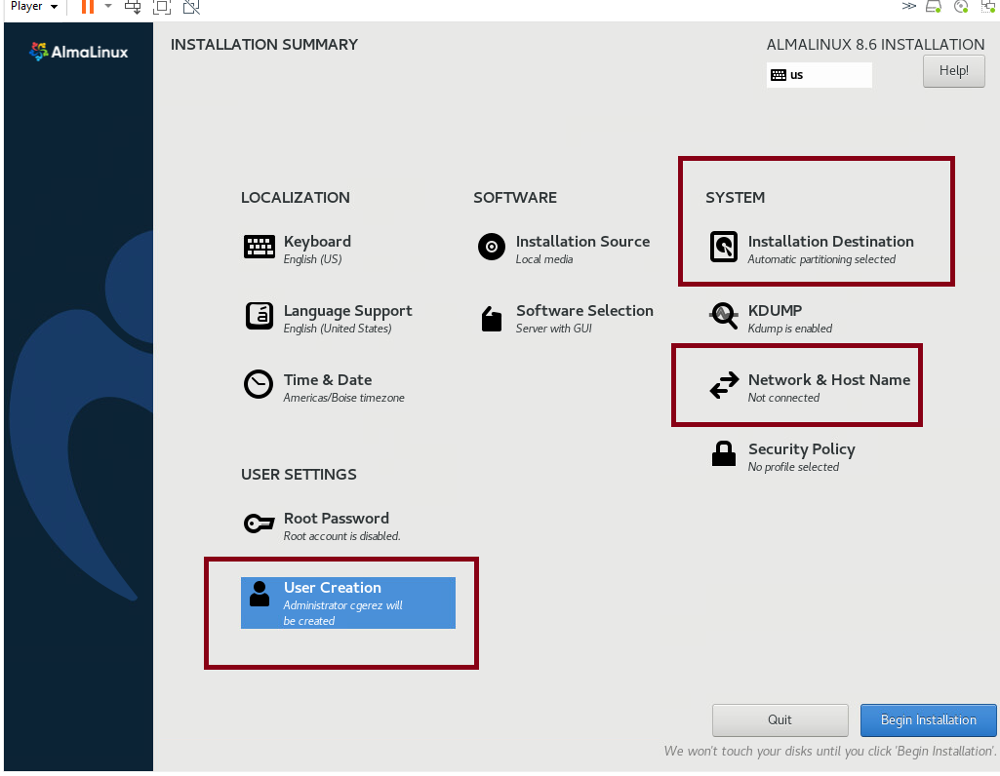 Player
AlmaLinux
INSTALLATION SUMMARY
ALMALINUX 8.6 INSTALLATION
us
Help!
LOCALIZATION
Keyboard
English (US)
Language Support
English (United States)
Time & Date
Americas/Boise timezone
SOFTWARE
Installation Source
Local media
Software Selection
Server with GUI
SYSTEM
Installation Destination
Automatic partitioning selected
KDUMP
Kdump is enabled
Network & Host Name
Not connected
Security Policy
No profile selected
USER SETTINGS
Root Password
Root account is disabled.
User Creation
Administrator cgerez will
be created
Quit
Begin Installation
We won't touch your disks until you click 'Begin Installation'.